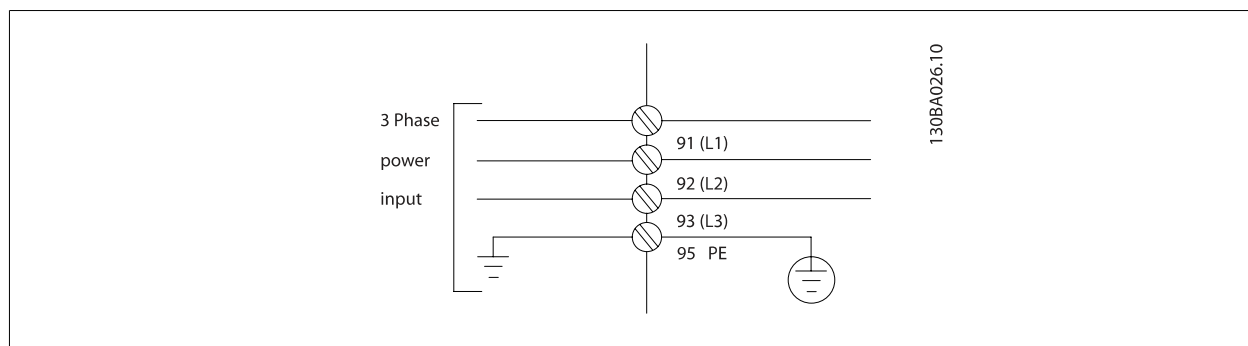 3 Phase
power
input
91 (L1)
92 (L2)
93 (L3)
95 PE
130BA026.10